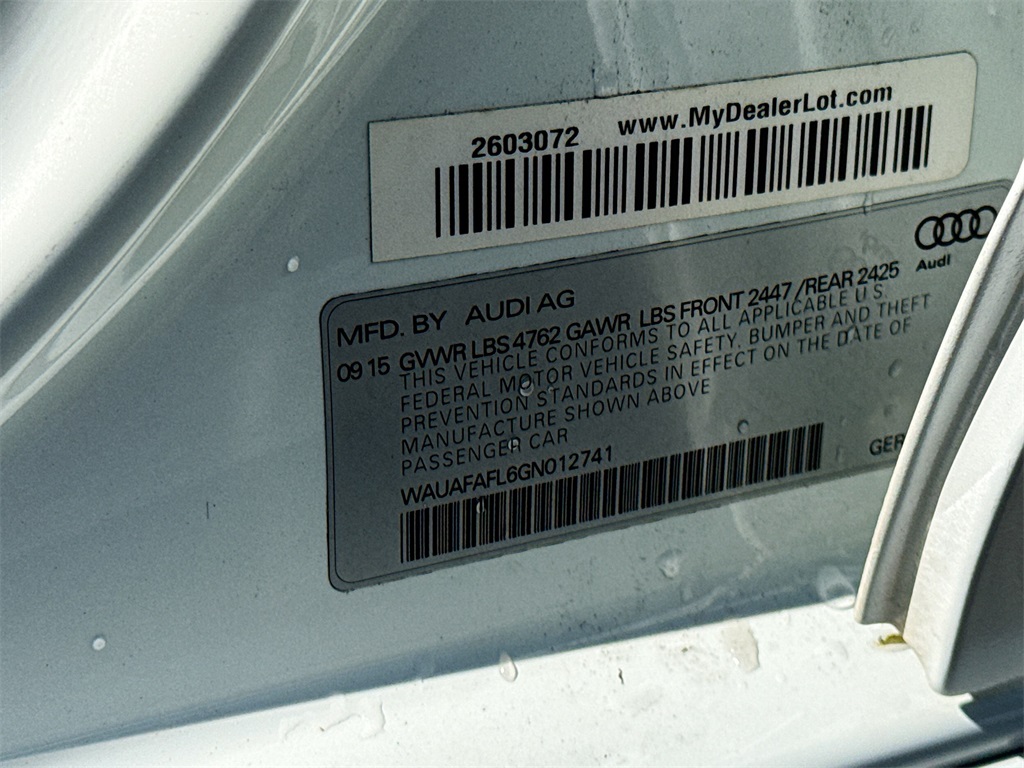 2603072 www.MyDealerLot.com
Audi
MFD. BY AUDI AG
09 15 GVWR LBS 4762 GAWR LBS FRONT 2447 / REAR 2425
THIS VEHICLE CONFORMS TO ALL APPLICABLE U.S.
FEDERAL MOTOR VEHICLE SAFETY, BUMPER AND THEFT
PREVENTION STANDARDS IN EFFECT ON THE DATE OF
MANUFACTURE SHOWN ABOVE
PASSENGER CAR
WAUAFAFL6GN012741
GER